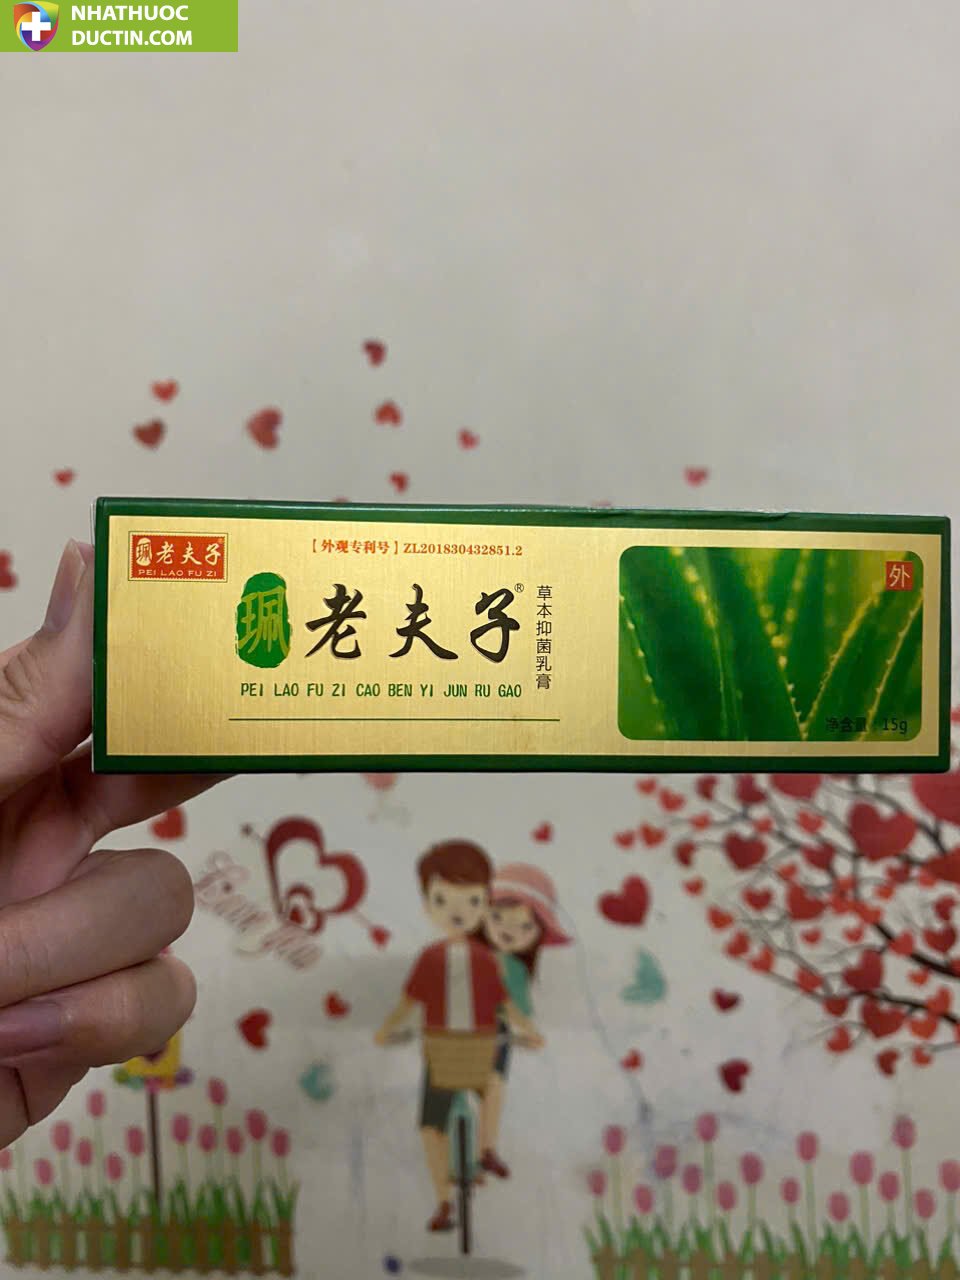 NHATHUOC
DUCTIN.COM
珮老夫子®
PEI LAO FU ZI
【外观专利号】ZL201830432851.2
珮老夫子®
草本抑菌乳膏
PEI LAO FU ZI CAO BEN YI JUN RU GAO
外
净含量：15g
Love you